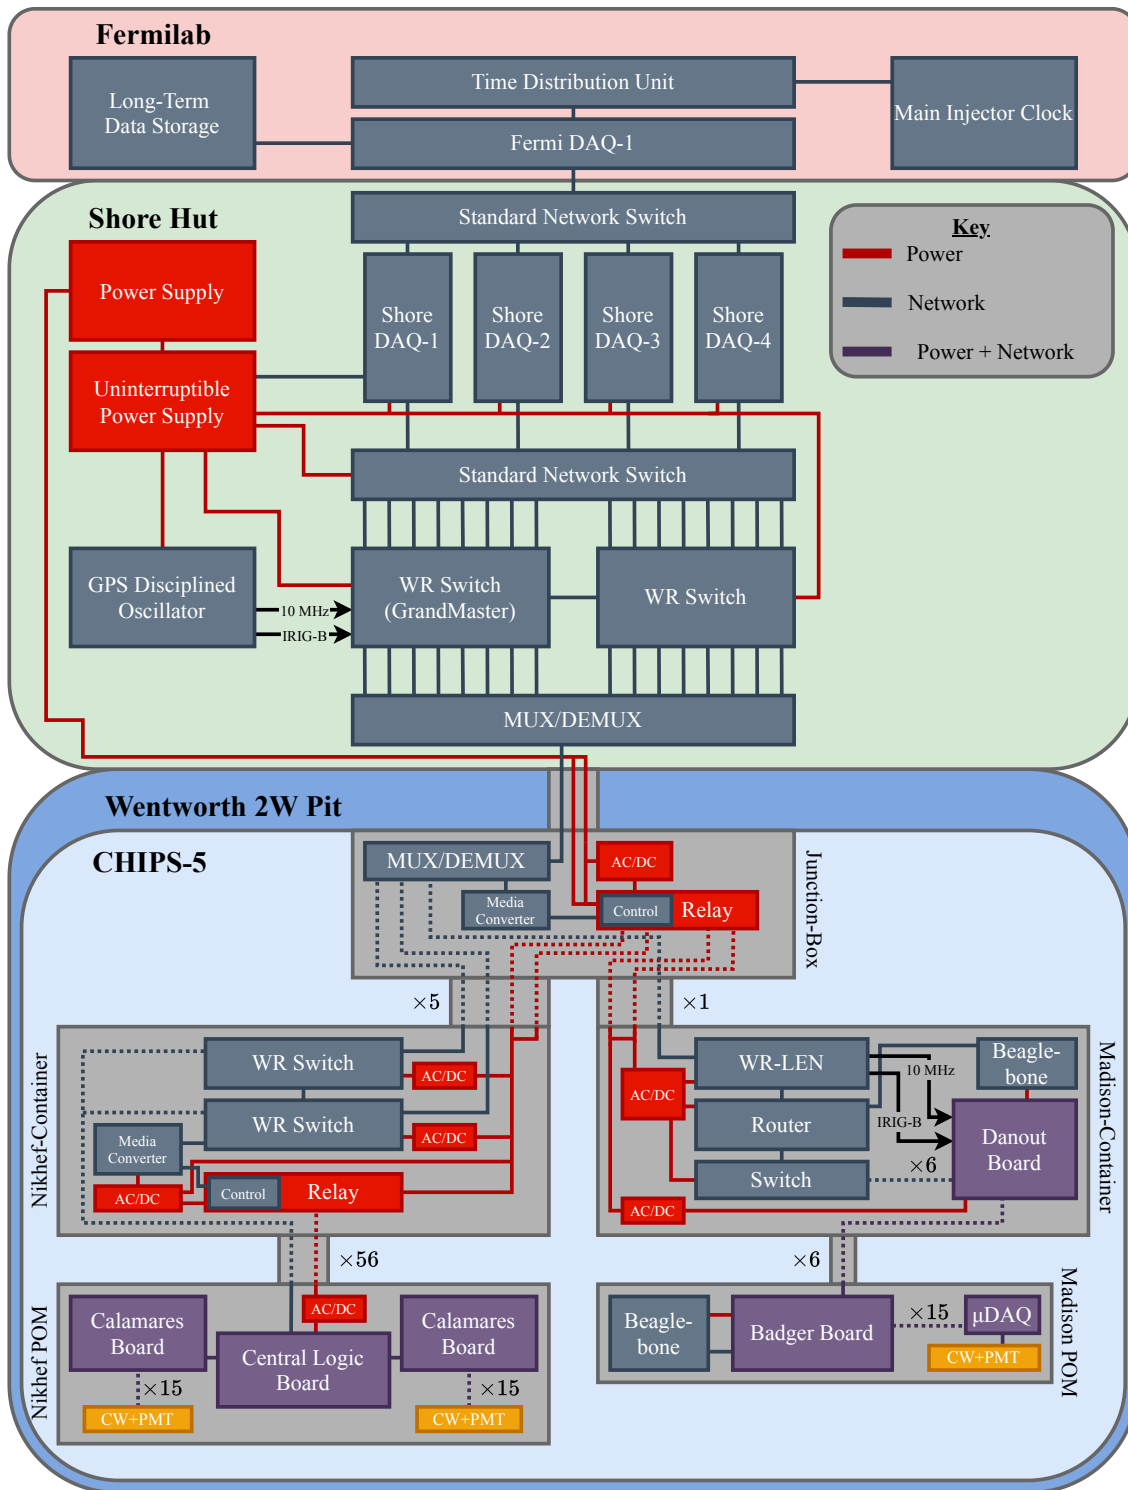 Fermilab
Long-Term
Data Storage
Time Distribution Unit
Fermi DAQ-1
Main Injector Clock
Shore Hut
Standard Network Switch
Key
Power
Network
Power + Network
Power Supply
Uninterruptible
Power Supply
Shore
DAQ-1
Shore
DAQ-2
Shore
DAQ-3
Shore
DAQ-4
Standard Network Switch
GPS Disciplined
Oscillator
10 MHz
IRIG-B
WR Switch
(GrandMaster)
WR Switch
MUX/DEMUX
Wentworth 2W Pit
CHIPS-5
MUX/DEMUX
AC/DC
Media
Converter
Control
Relay
Junction-Box
×5
×1
Nikhef-Container
WR Switch
AC/DC
WR Switch
AC/DC
Media
Converter
AC/DC
Control
Relay
WR-LEN
AC/DC
Router
Switch
AC/DC
10 MHz
IRIG-B
×6
Beagle-
bone
Danout
Board
Madison-Container
×56
×6
Nikhef POM
Calamares
Board
AC/DC
Calamares
Board
Central Logic
Board
×15
×15
CW+PMT
CW+PMT
Beagle-
bone
Badger Board
×15
μDAQ
CW+PMT
Madison POM